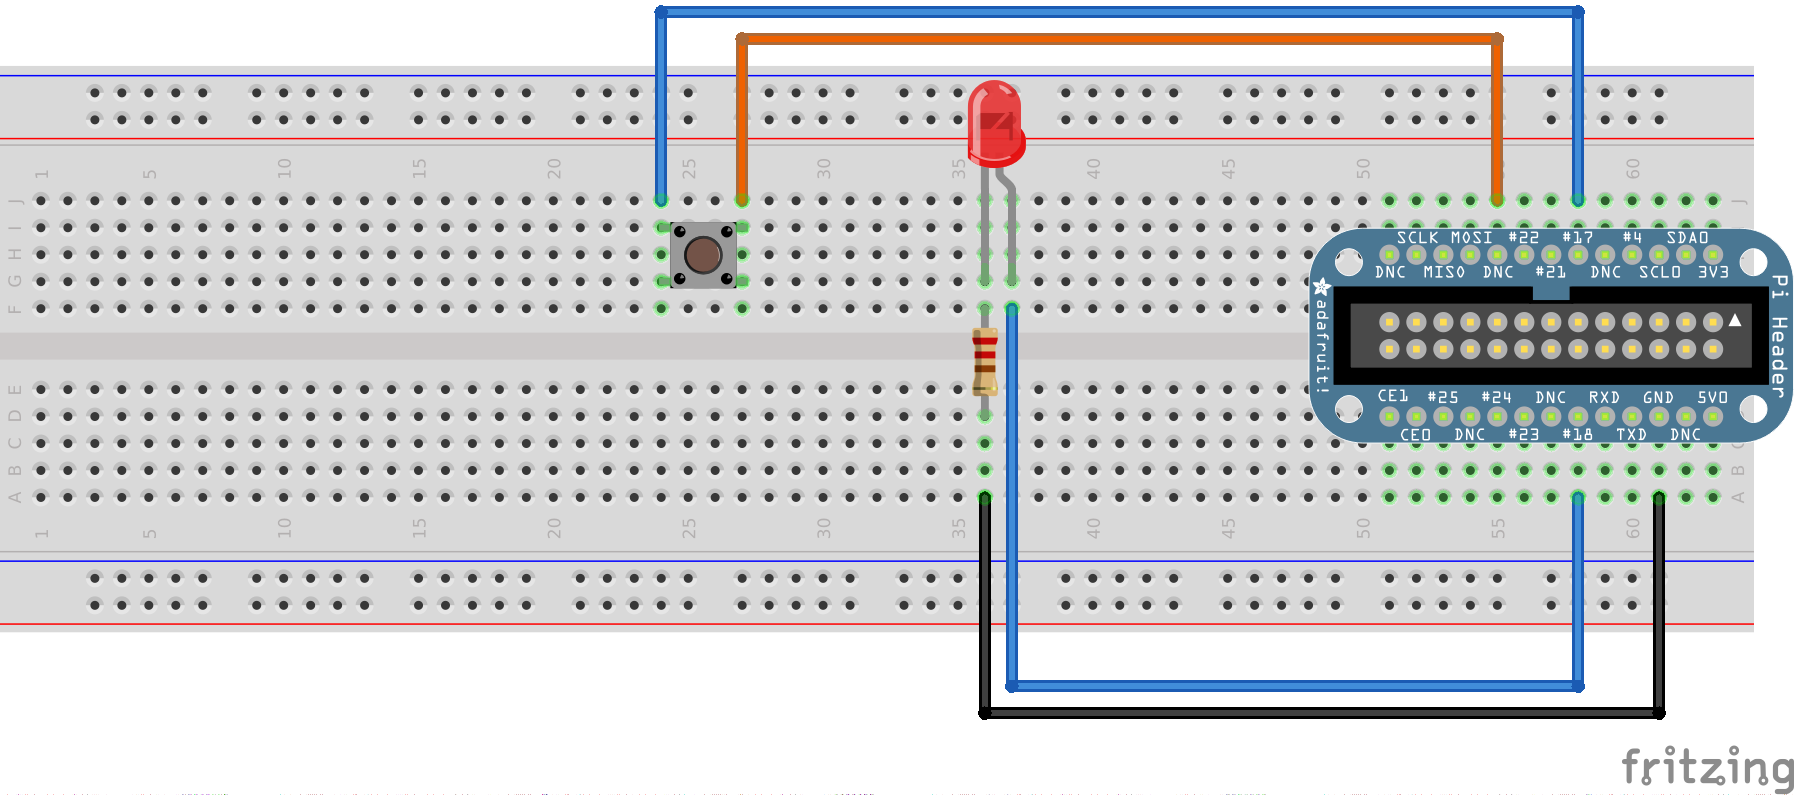 1 5 10 15 20 25 30 35 40 45 50 60
J J
I
H
G
F
SCLK MOSI #22 #17 #4 SDA0
DNC MISO DNC #21 DNC SCL0 3V3
adafruit!
Pi Header
CE1 #25 #24 DNC RXD GND 5V0
CE0 DNC #23 #18 TXD DNC
E
D
C
B B
A A
1 5 10 15 20 25 30 35 40 45 50 55 60
fritzing